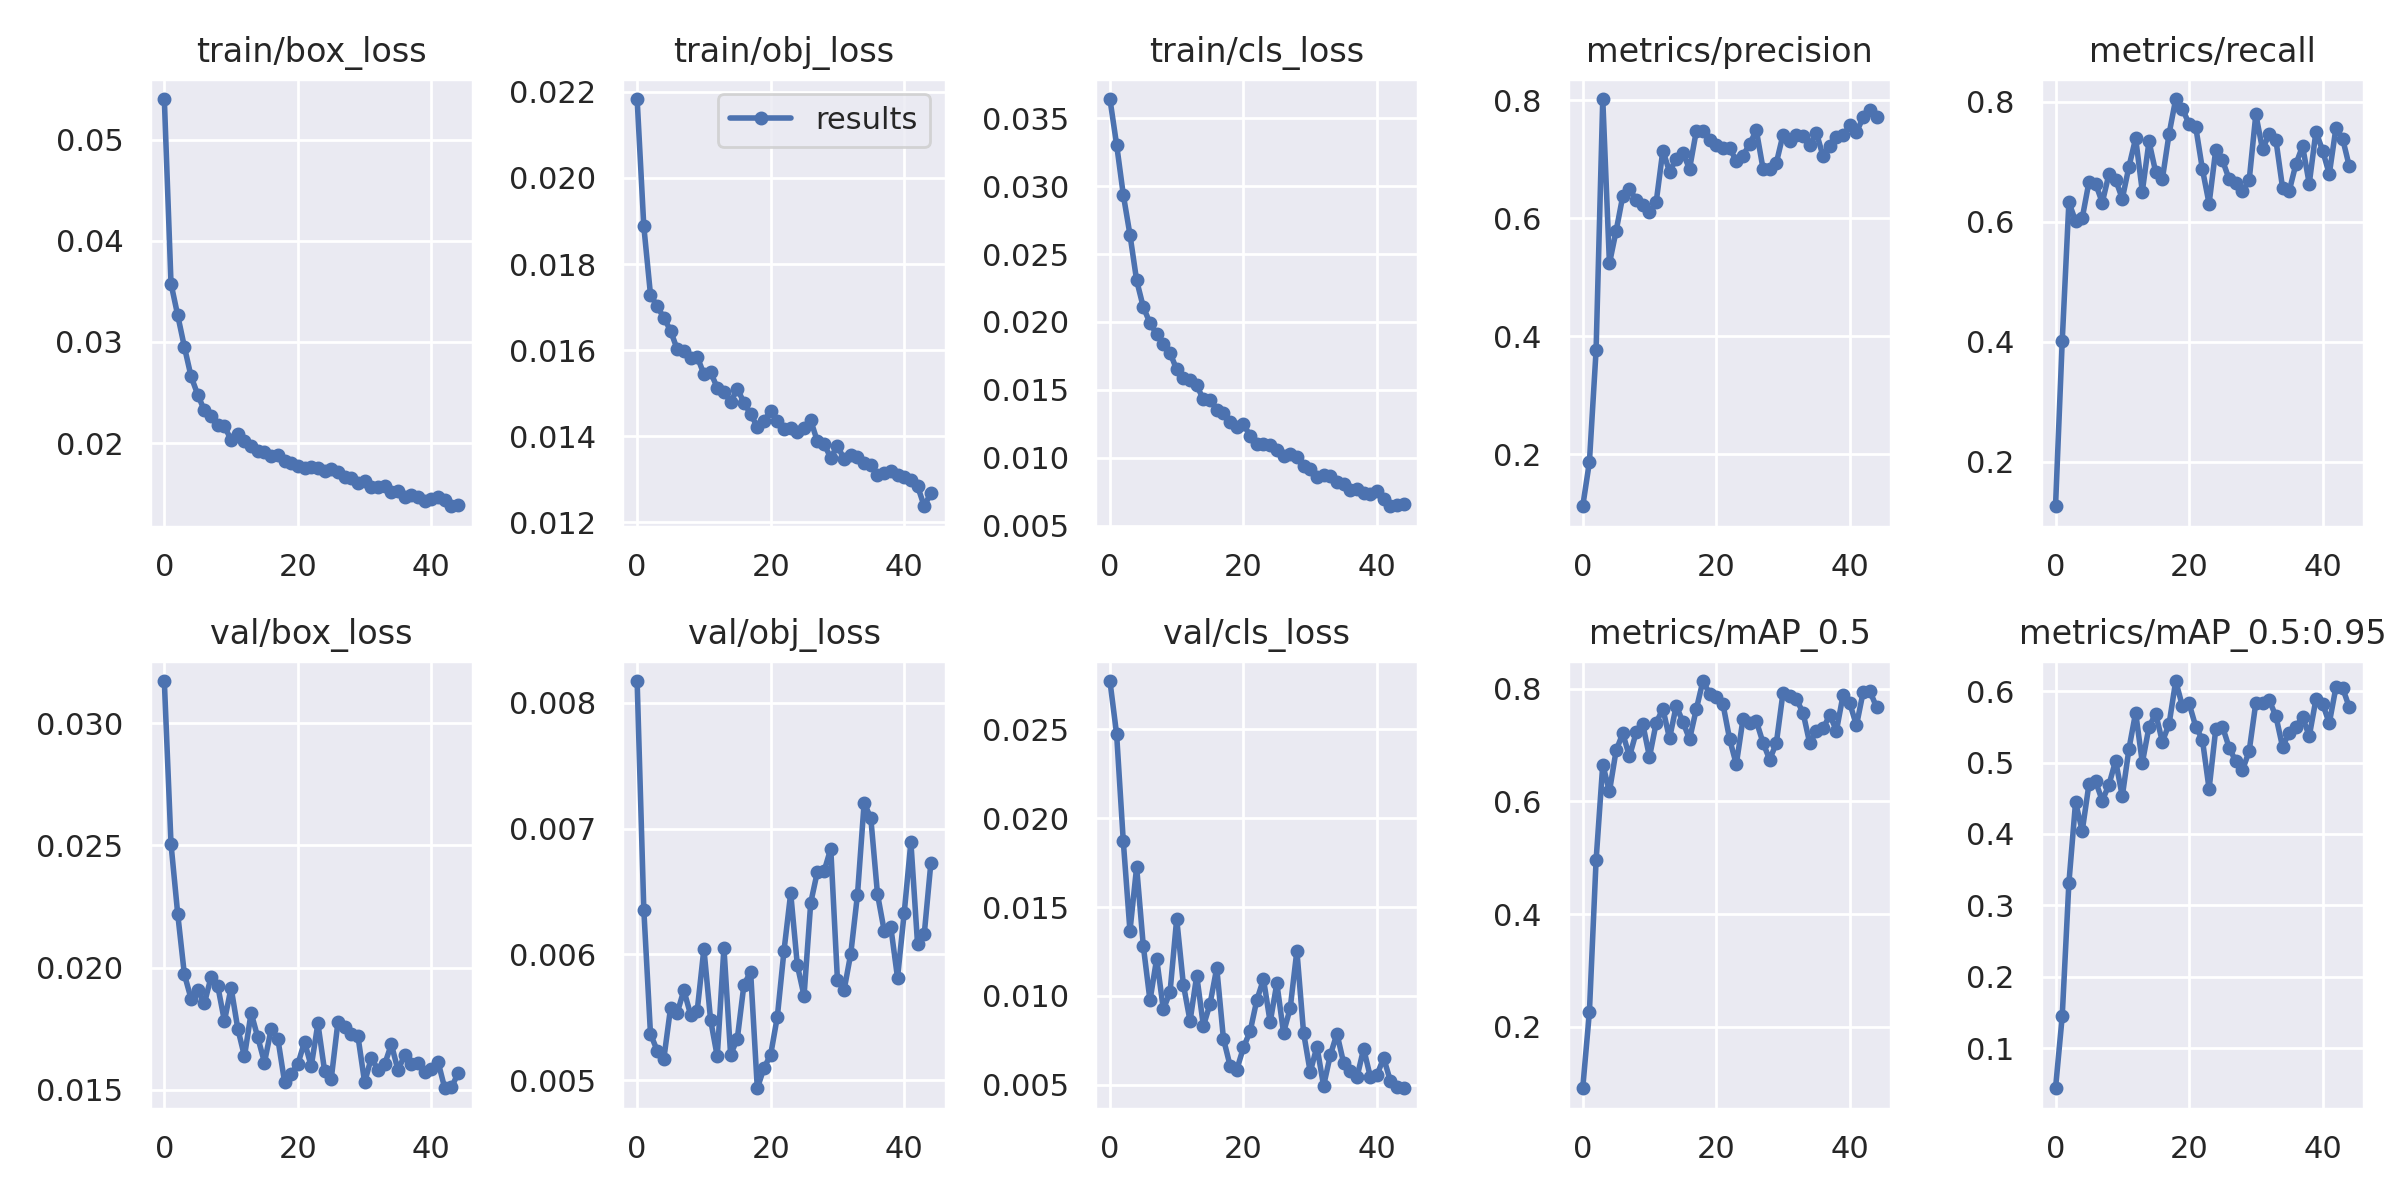 train/box_loss
0.05
0.04
0.03
0.02
0 20 40
train/obj_loss
results
0.022
0.020
0.018
0.016
0.014
0.012
0 20 40
train/cls_loss
0.035
0.030
0.025
0.020
0.015
0.010
0.005
0 20 40
metrics/precision
0.8
0.6
0.4
0.2
0 20 40
metrics/recall
0.8
0.6
0.4
0.2
0 20 40
val/box_loss
0.030
0.025
0.020
0.015
0 20 40
val/obj_loss
0.008
0.007
0.006
0.005
0 20 40
val/cls_loss
0.025
0.020
0.015
0.010
0.005
0 20 40
metrics/mAP_0.5
0.8
0.6
0.4
0.2
0 20 40
metrics/mAP_0.5:0.95
0.6
0.5
0.4
0.3
0.2
0.1
0 20 40